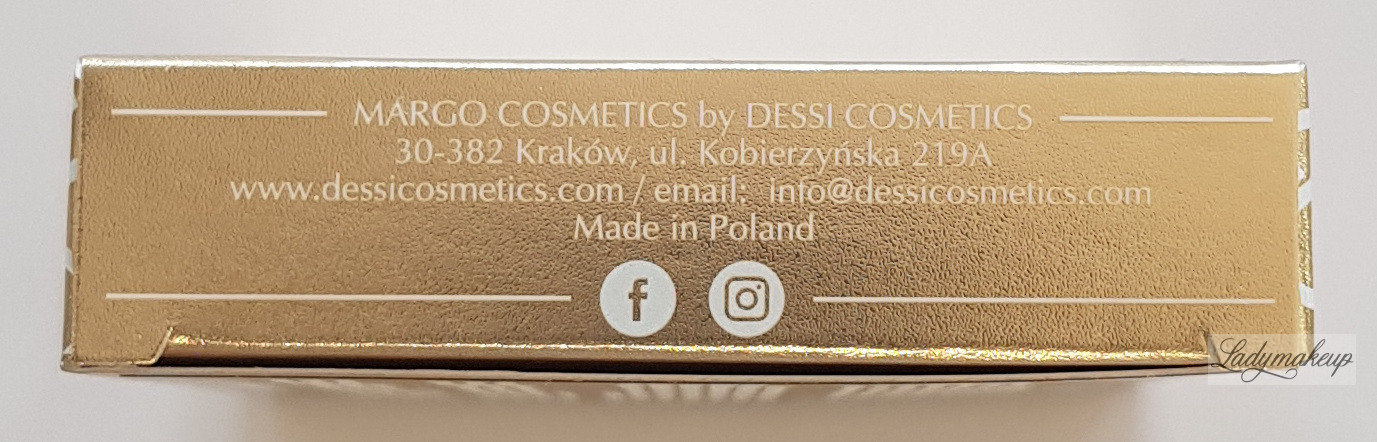 MARGO COSMETICS by DESSI COSMETICS
30-382 Kraków, ul. Kobierzyńska 219A
www.dessicosmetics.com / email: info@dessicosmetics.com
Made in Poland
Ladymakeup